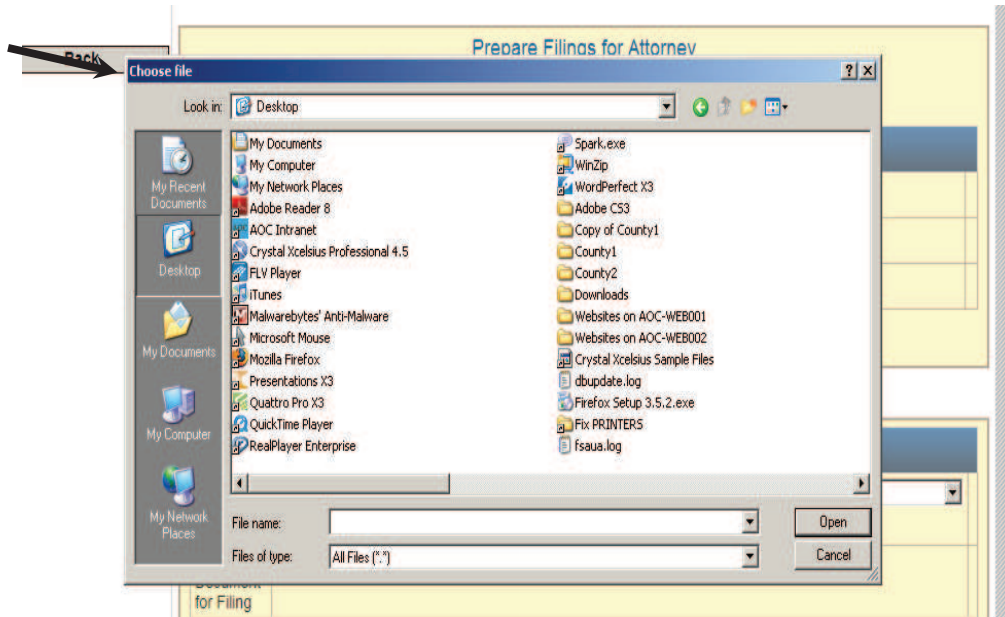 Prepare Filings for Attorney
Back
Choose file
Look in:
Desktop
My Recent
Documents
Desktop
My Documents
My Computer
My Network
Places
My Documents
My Computer
My Network Places
Adobe Reader 8
AOC Intranet
Crystal Xcelsius Professional 4.5
FLV Player
iTunes
Malwarebytes' Anti-Malware
Microsoft Mouse
Mozilla Firefox
Presentations X3
Quattro Pro X3
QuickTime Player
RealPlayer Enterprise
Spark.exe
WinZip
WordPerfect X3
Adobe CS3
Copy of County1
County1
County2
Downloads
Websites on AOC-WEB001
Websites on AOC-WEB002
Crystal Xcelsius Sample Files
dbupdate.log
Firefox Setup 3.5.2.exe
Fix PRINTERS
fsaua.log
File name:
Open
Files of type:
All Files (*.*)
Cancel
Document
for Filing